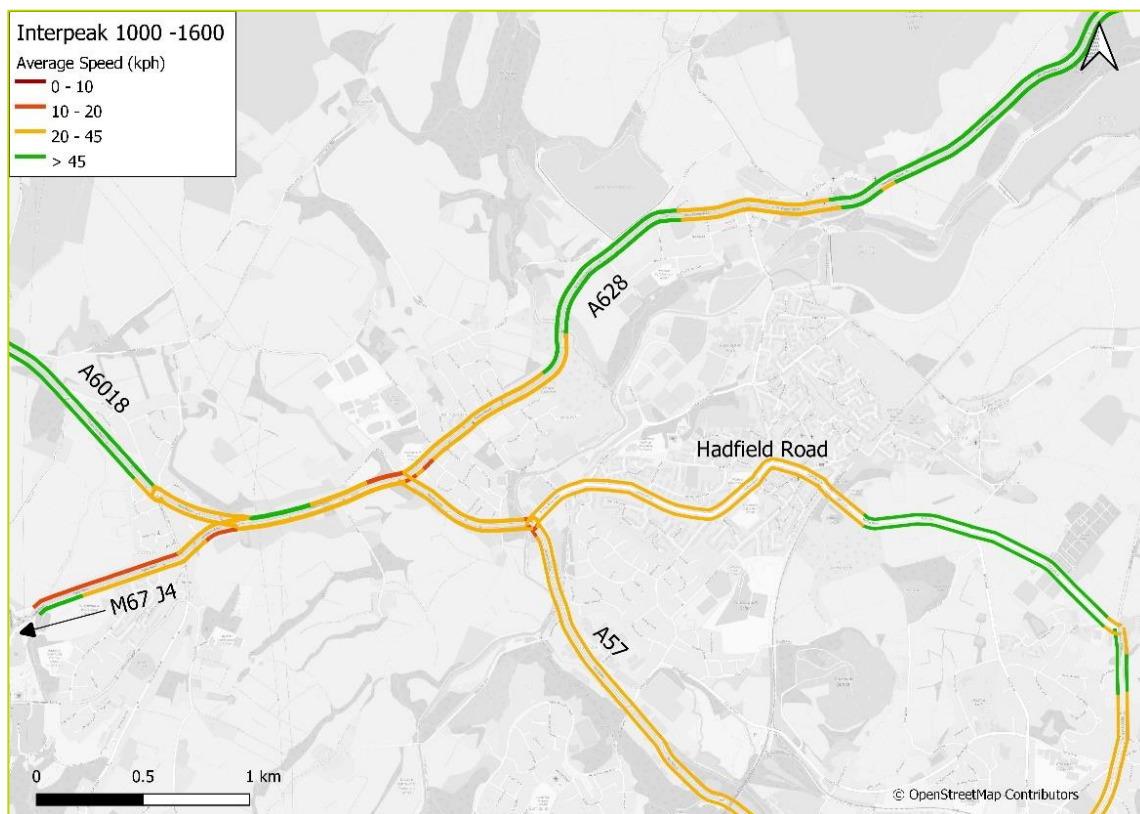 Interpeak 1000 -1600
Average Speed (kph)
0 - 10
10 - 20
20 - 45
> 45
A628
A6018
Hadfield Road
M67 J4
A57
0 0.5 1 km
© OpenStreetMap Contributors